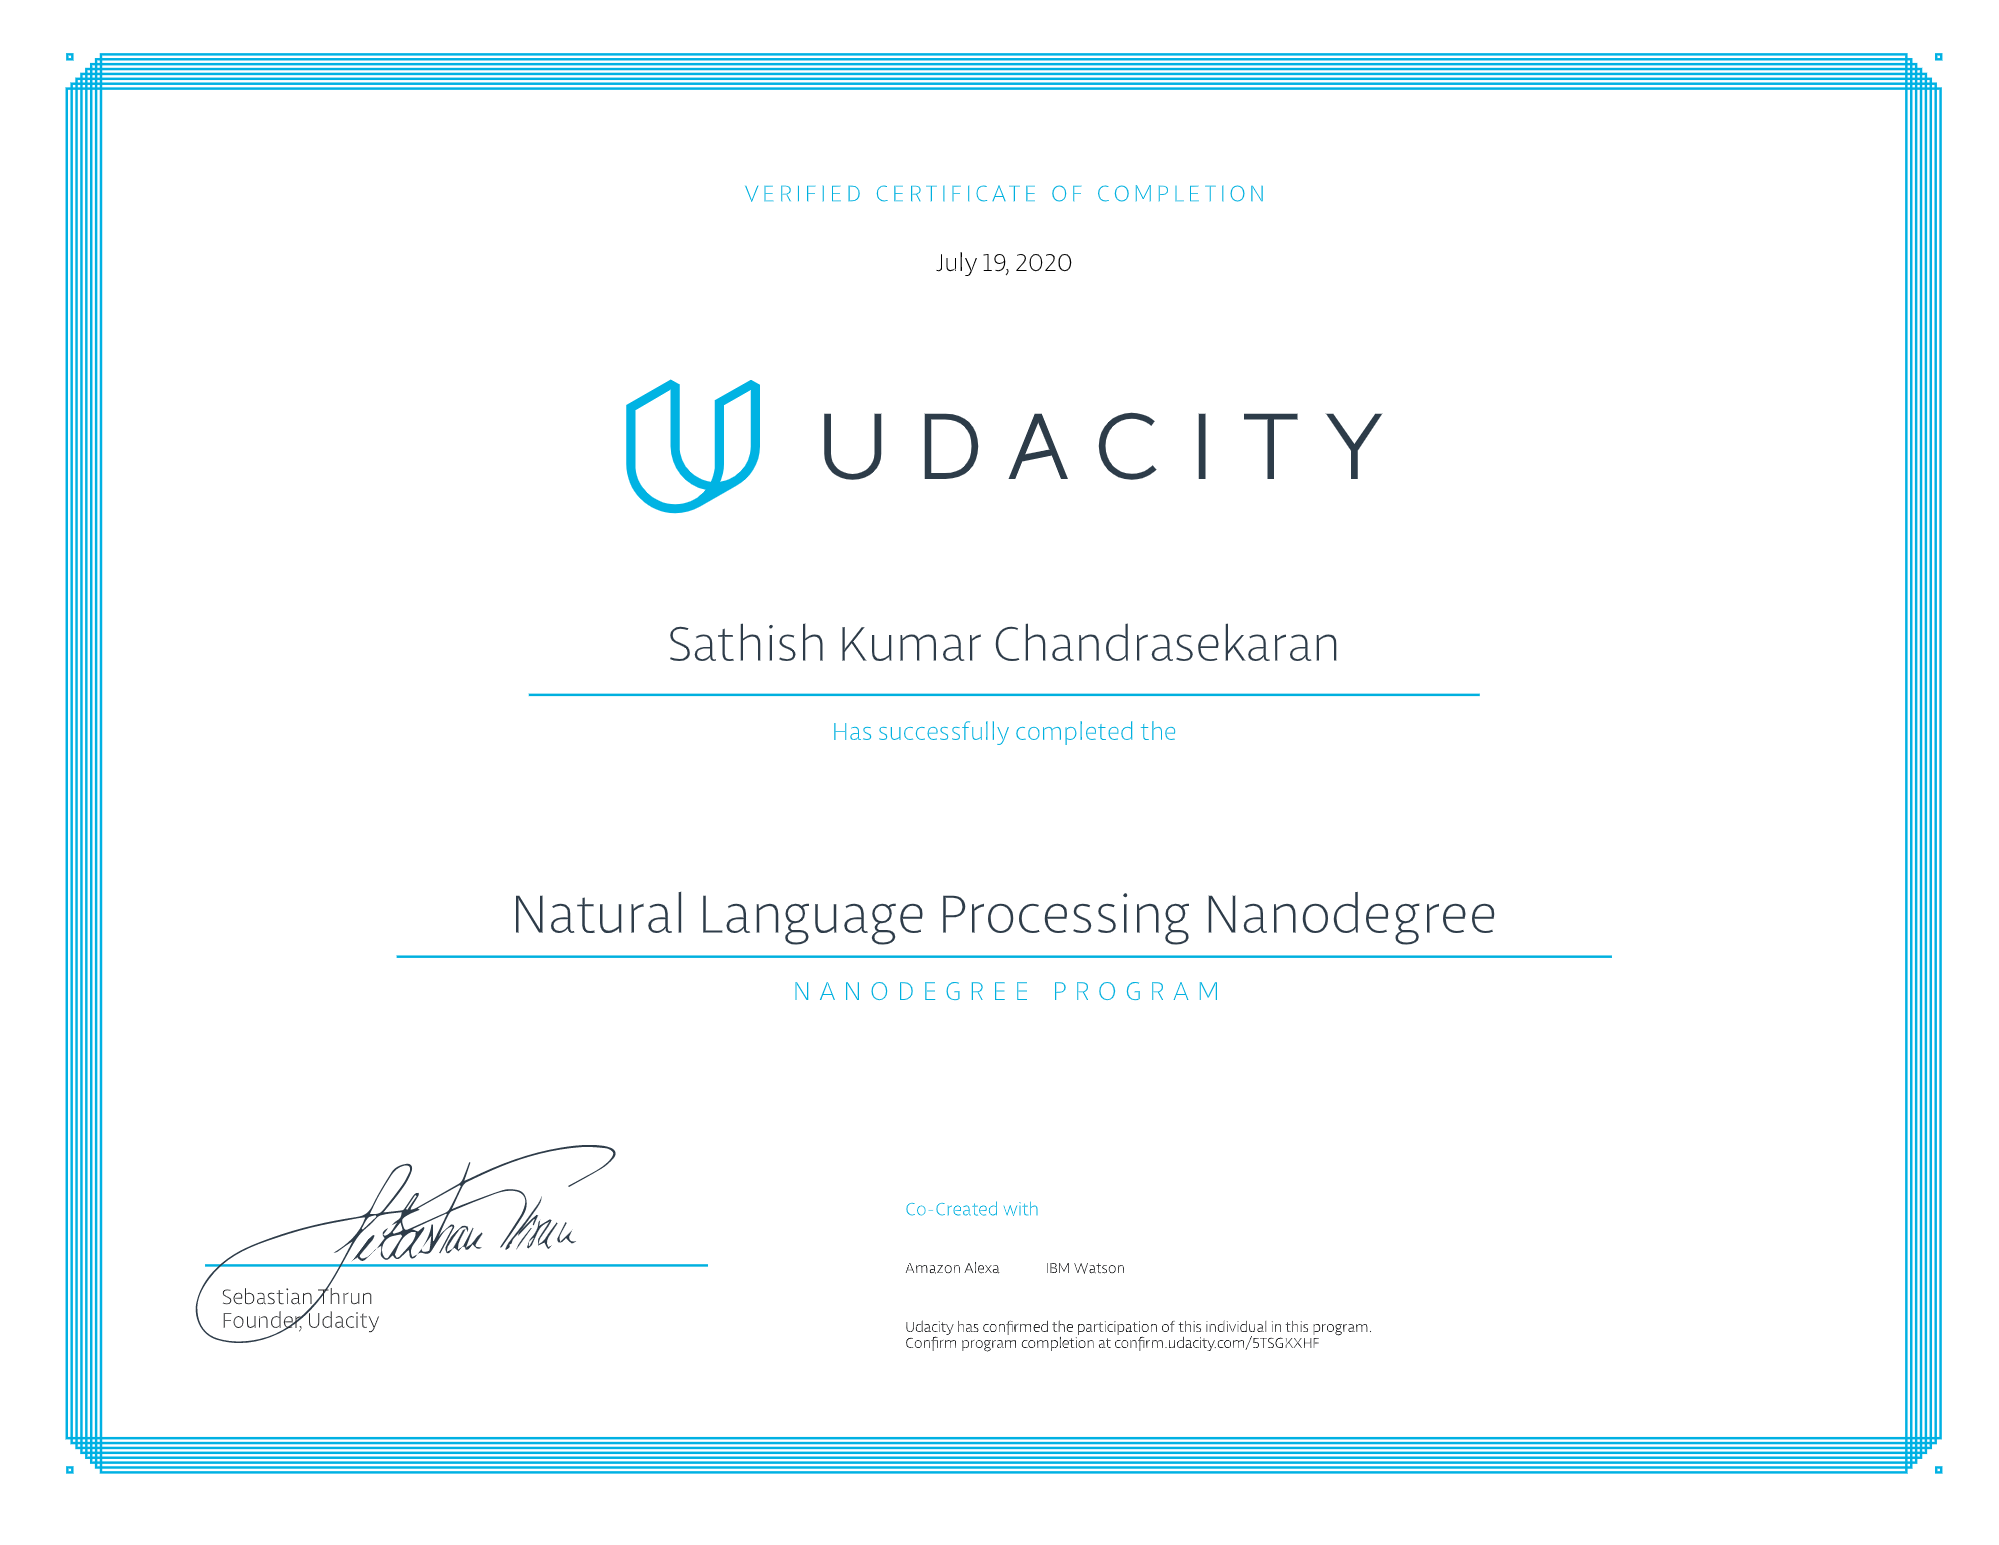 VERIFIED CERTIFICATE OF COMPLETION
July 19, 2020
UDACITY
Sathish Kumar Chandrasekaran
Has successfully completed the
Natural Language Processing Nanodegree
NANODEGREE PROGRAM
Sebastian Thrun
Sebastian Thrun
Founder, Udacity
Co-Created with
Amazon Alexa IBM Watson
Udacity has confirmed the participation of this individual in this program.
Confirm program completion at confirm.udacity.com/5TSGKXHF